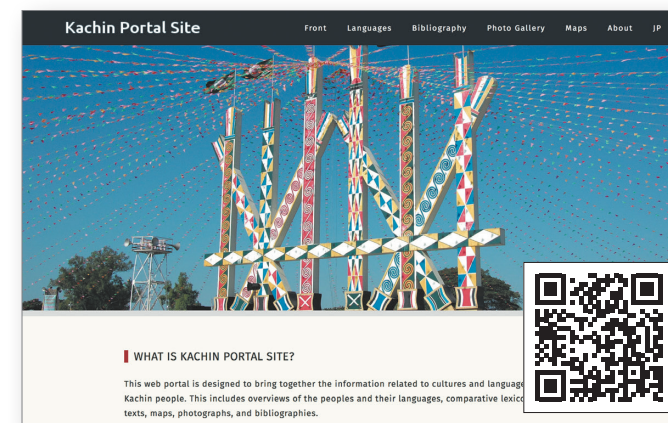 Kachin Portal Site
Front Languages Bibliography Photo Gallery Maps About JP
WHAT IS KACHIN PORTAL SITE?
This web portal is designed to bring together the information related to cultures and language
Kachin people. This includes overviews of the peoples and their languages, comparative
texts, maps, photographs, and bibliographies.